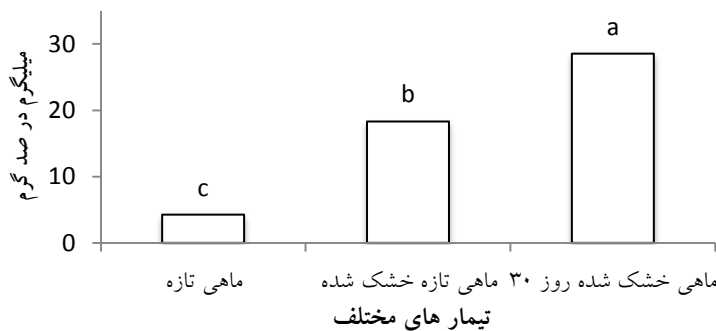 میلیگرم در صد گرم
30
20
10
0
a
b
c
ماهی تازه
ماهی تازه خشک شده
ماهی خشک شده روز ۳۰
تیمار های مختلف